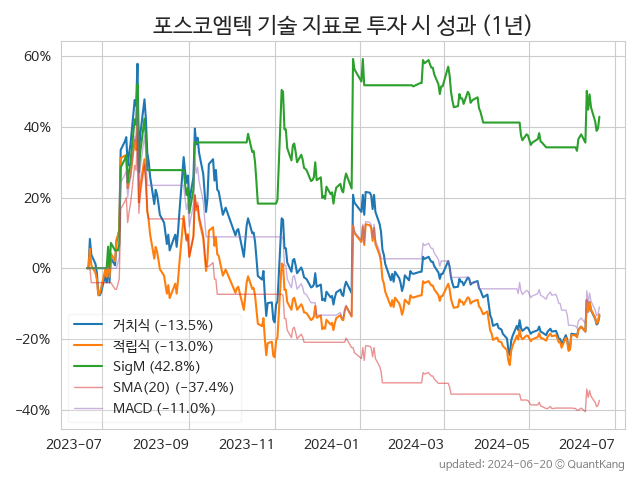 포스코엠텍 기술 지표로 투자 시 성과 (1년)
60%
40%
20%
0%
−20%
−40%
거치식 (−13.5%)
적립식 (−13.0%)
SigM (42.8%)
SMA(20) (−37.4%)
MACD (−11.0%)
2023-07
2023-09
2023-11
2024-01
2024-03
2024-05
2024-07
updated: 2024-06-20 © QuantKang